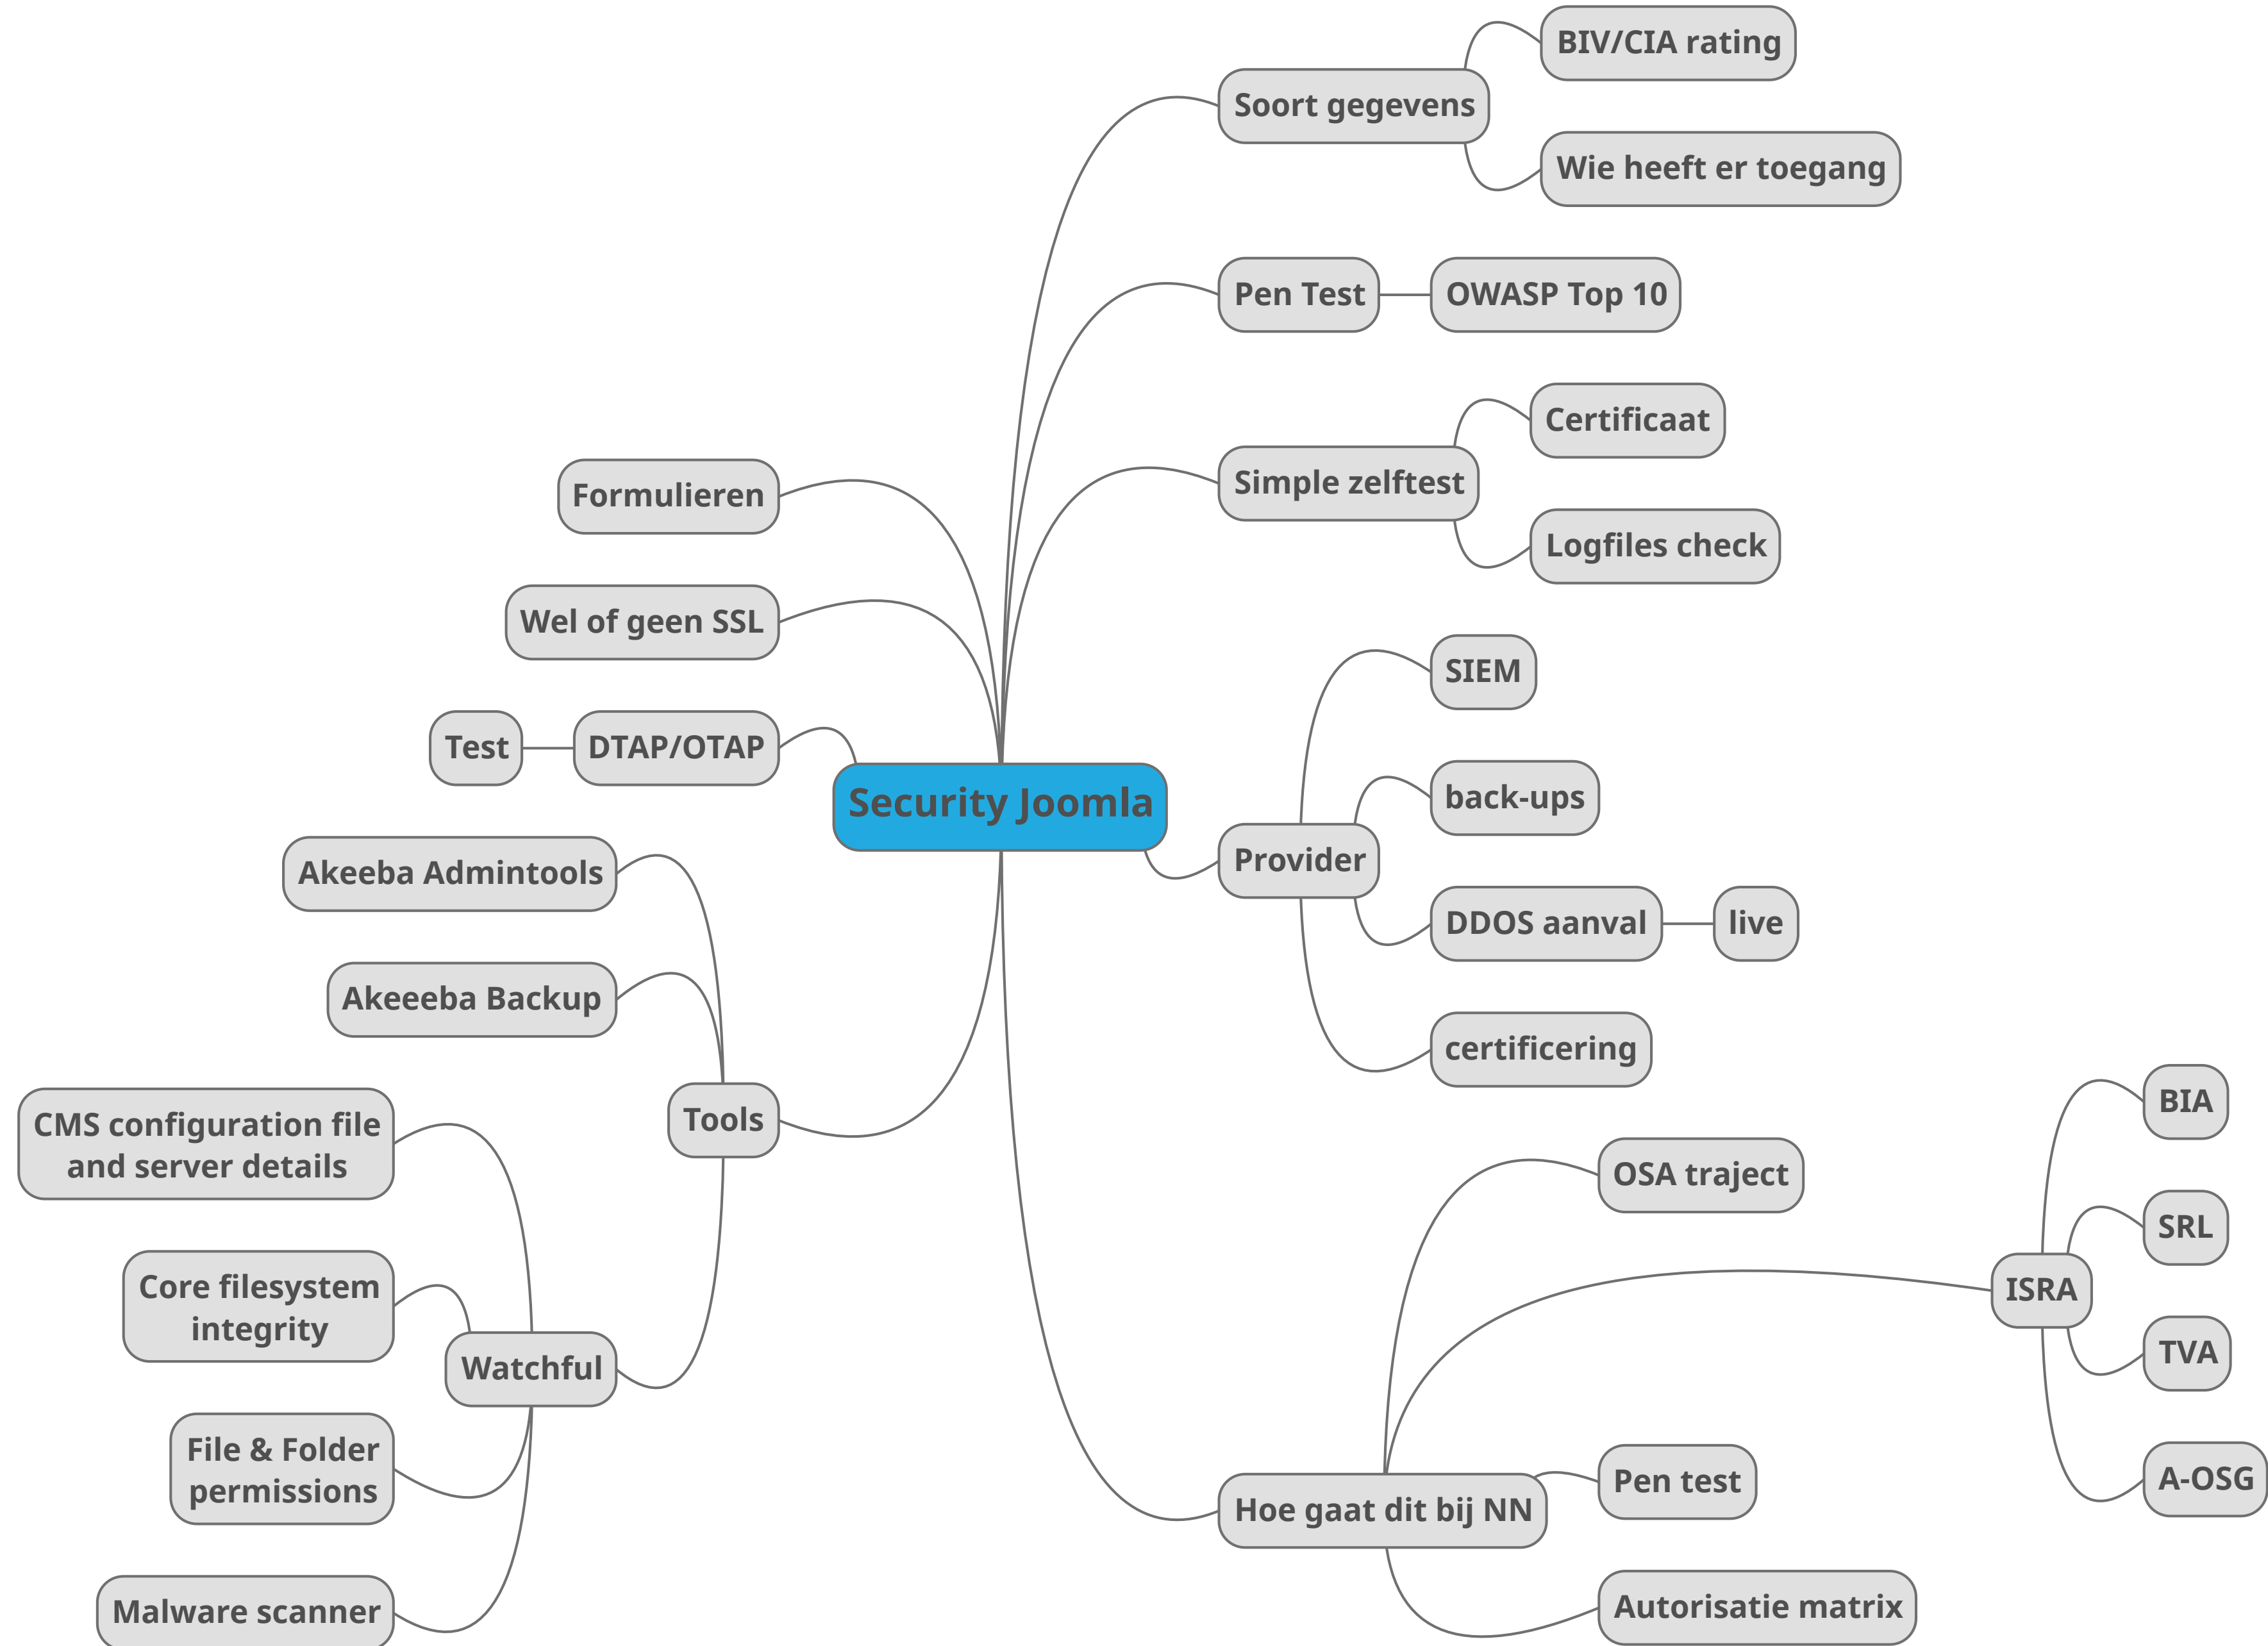 BIV/CIA rating
Soort gegevens
Wie heeft er toegang
Pen Test
OWASP Top 10
Simple zelftest
Certificaat
Logfiles check
Formulieren
Wel of geen SSL
Test
DTAP/OTAP
Security Joomla
SIEM
back-ups
Provider
DDOS aanval
live
certificering
Akeeba Admintools
Akeeeba Backup
Tools
CMS configuration file
and server details
Core filesystem
integrity
Watchful
File & Folder
permissions
Malware scanner
OSA traject
BIA
SRL
ISRA
TVA
A-OSG
Hoe gaat dit bij NN
Pen test
Autorisatie matrix